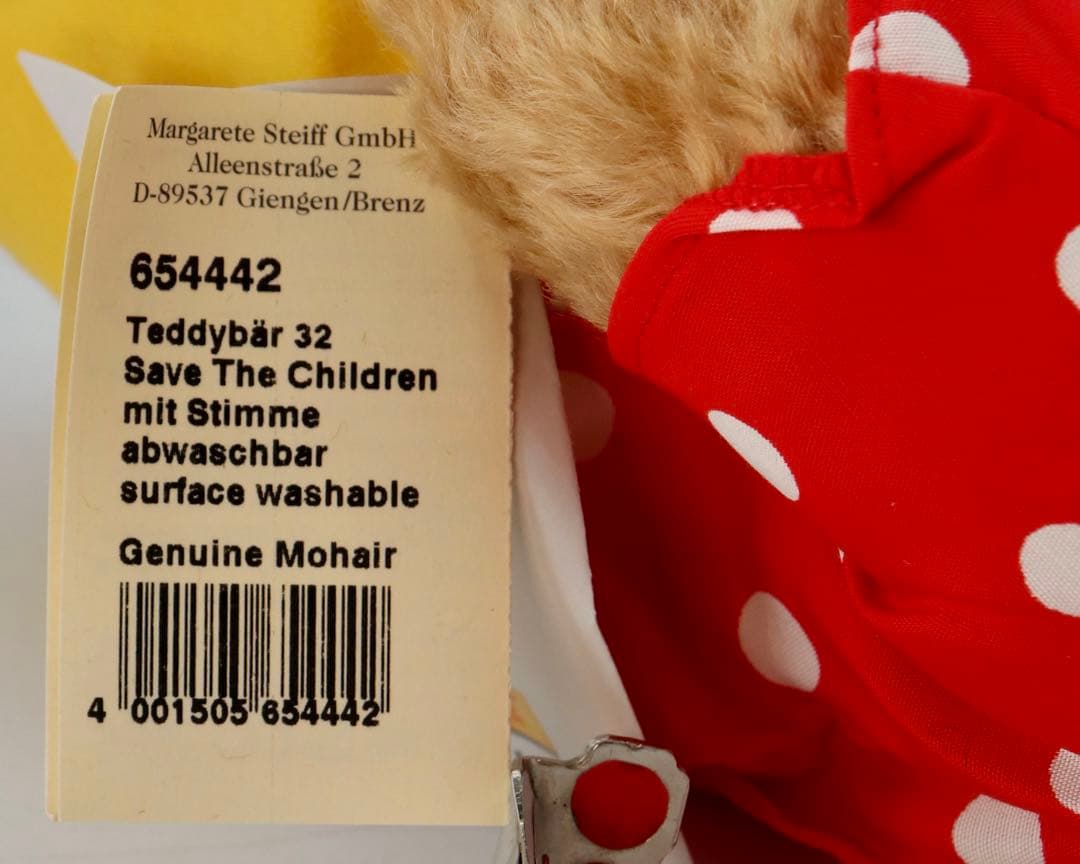 Margarete Steiff GmbH
Alleenstraße 2
D-89537 Giengen/Brenz
654442
Teddybär 32
Save The Children
mit Stimme
abwaschbar
surface washable
Genuine Mohair
4 001505 654442